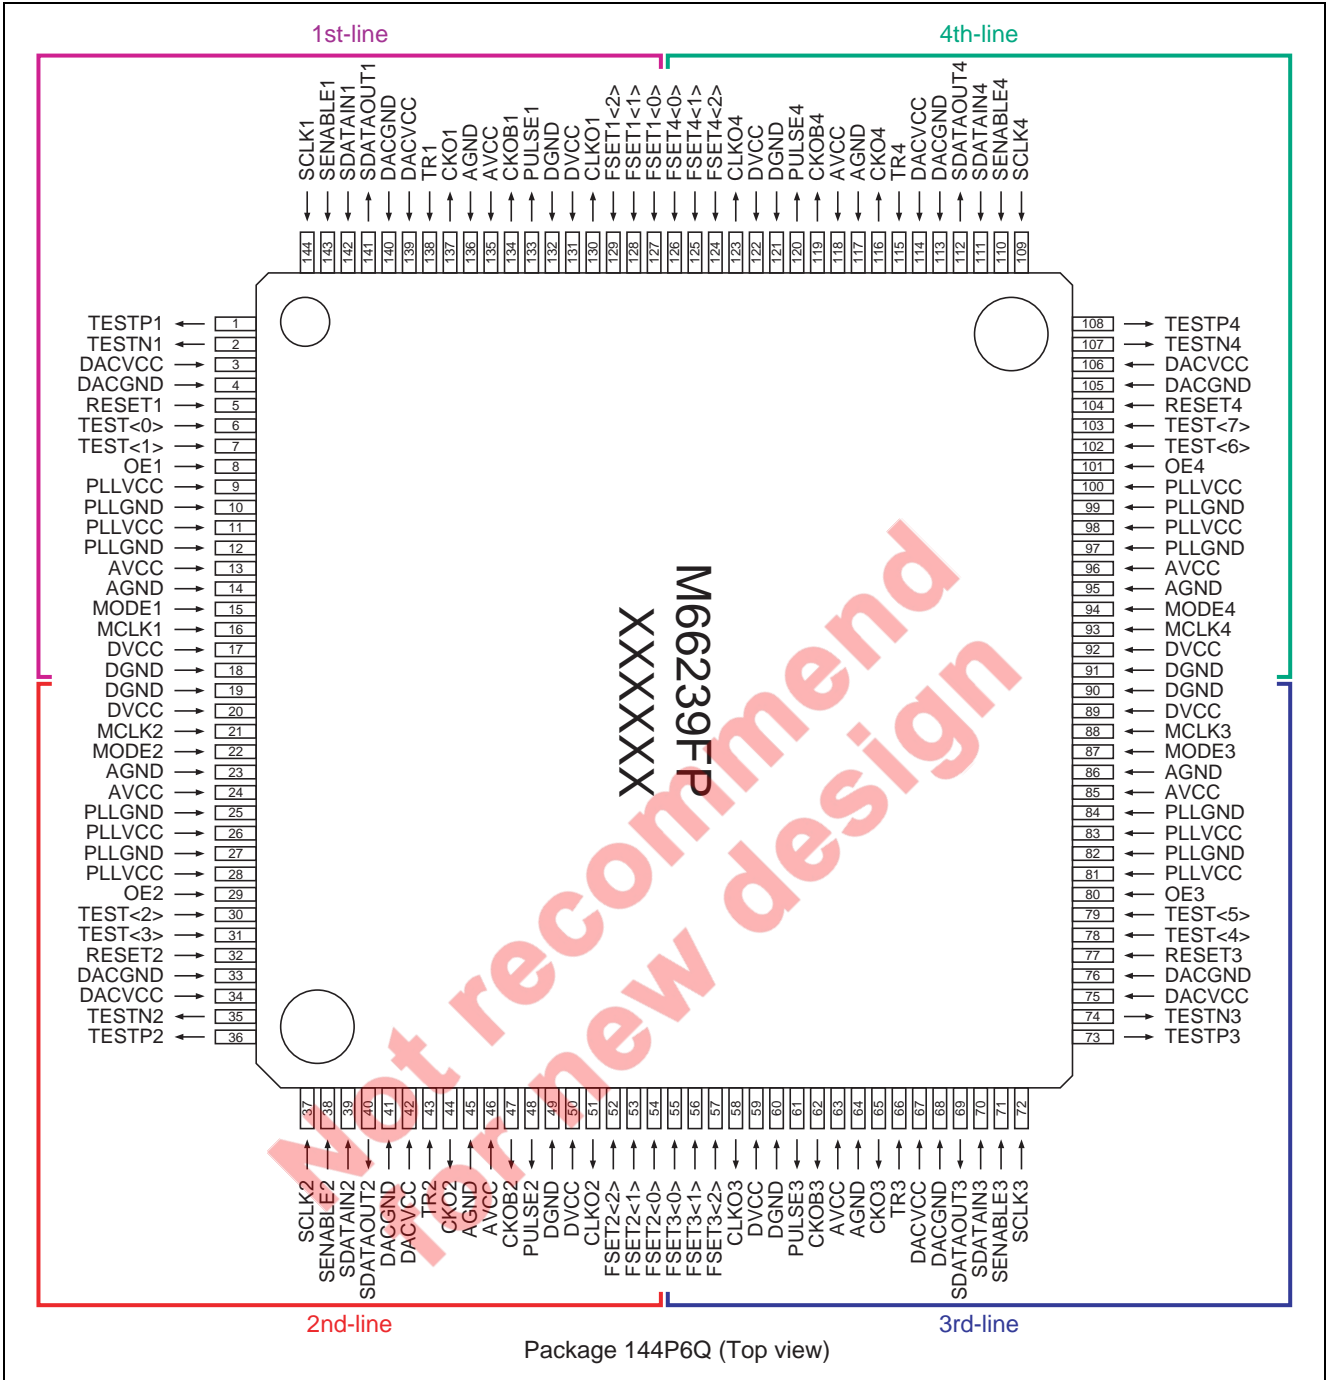 1st-line
4th-line
SCLK1
SENABLE1
SDATAIN1
SDATAOUT1
DACGND
DACVCC
TR1
CKO1
AGND
AVCC
CKOB1
PULSE1
DGND
DVCC
CLKO1
FSET1<2>
FSET1<1>
FSET1<0>
FSET4<0>
FSET4<1>
FSET4<2>
CLKO4
DVCC
DGND
PULSE4
CKOB4
AVCC
AGND
CKO4
TR4
DACVCC
DACGND
SDATAOUT4
SDATAIN4
SENABLE4
SCLK4
144
143
142
141
140
139
138
137
136
135
134
133
132
131
130
129
128
127
126
125
124
123
122
121
120
119
118
117
116
115
114
113
112
111
110
109
TESTP1 1
TESTN1 2
DACVCC 3
DACGND 4
RESET1 5
TEST<0> 6
TEST<1> 7
OE1 8
PLLVCC 9
PLLGND 10
PLLVCC 11
PLLGND 12
AVCC 13
AGND 14
MODE1 15
MCLK1 16
DVCC 17
DGND 18
DGND 19
DVCC 20
MCLK2 21
MODE2 22
AGND 23
AVCC 24
PLLGND 25
PLLVCC 26
PLLGND 27
PLLVCC 28
OE2 29
TEST<2> 30
TEST<3> 31
RESET2 32
DACGND 33
DACVCC 34
TESTN2 35
TESTP2 36
M66239FP
XXXXXX
Not recommend
for new design
108 TESTP4
107 TESTN4
106 DACVCC
105 DACGND
104 RESET4
103 TEST<7>
102 TEST<6>
101 OE4
100 PLLVCC
99 PLLGND
98 PLLVCC
97 PLLGND
96 AVCC
95 AGND
94 MODE4
93 MCLK4
92 DVCC
91 DGND
90 DGND
89 DVCC
88 MCLK3
87 MODE3
86 AGND
85 AVCC
84 PLLGND
83 PLLVCC
82 PLLGND
81 PLLVCC
80 OE3
79 TEST<5>
78 TEST<4>
77 RESET3
76 DACGND
75 DACVCC
74 TESTN3
73 TESTP3
37
38
39
40
41
42
43
44
45
46
47
48
49
50
51
52
53
54
55
56
57
58
59
60
61
62
63
64
65
66
67
68
69
70
71
72
SCLK2
SENABLE2
SDATAIN2
SDATAOUT2
DACGND
DACVCC
TR2
CKO2
AGND
AVCC
CKOB2
PULSE2
DGND
DVCC
CLKO2
FSET2<2>
FSET2<1>
FSET2<0>
FSET3<0>
FSET3<1>
FSET3<2>
CLKO3
DVCC
DGND
PULSE3
CKOB3
AVCC
AGND
CKO3
TR3
DACVCC
DACGND
SDATAOUT3
SDATAIN3
SENABLE3
SCLK3
2nd-line
3rd-line
Package 144P6Q (Top view)